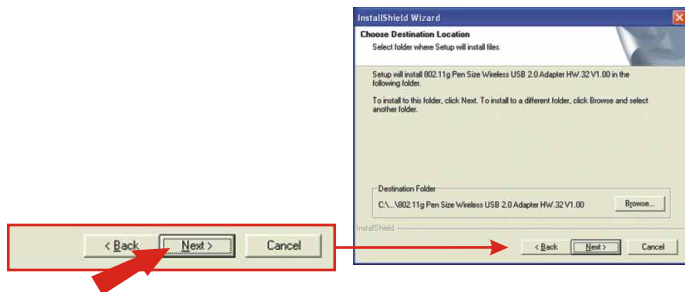 InstallShield Wizard
Choose Destination Location
Select folder where Setup will install files.
Setup will install 802.11g Pen Size Wireless USB 2.0 Adapter HW.32 V1.00 in the
following folder.
To install to this folder, click Next. To install to a different folder, click Browse and select
another folder.
Destination Folder
C:\...\802.11g Pen Size Wireless USB 2.0 Adapter HW.32 V1.00
Browse...
InstallShield
< Back
Next >
Cancel
< Back
Next >
Cancel